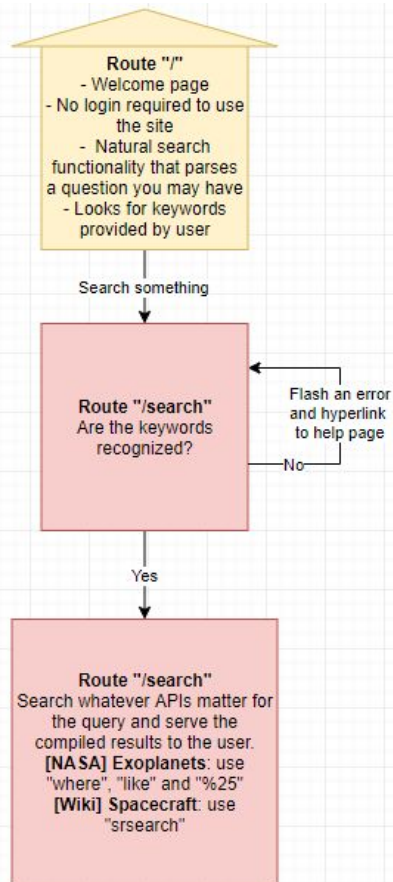 Route "/"
- Welcome page
- No login required to use
the site
- Natural search
functionality that parses
a question you may have
- Looks for keywords
provided by user
Search something
Route "/search"
Are the keywords
recognized?
Flash an error
and hyperlink
to help page
No
Yes
Route "/search"
Search whatever APIs matter for
the query and serve the
compiled results to the user.
[NASA] Exoplanets: use
"where", "like" and "%25"
[Wiki] Spacecraft: use
"srsearch"